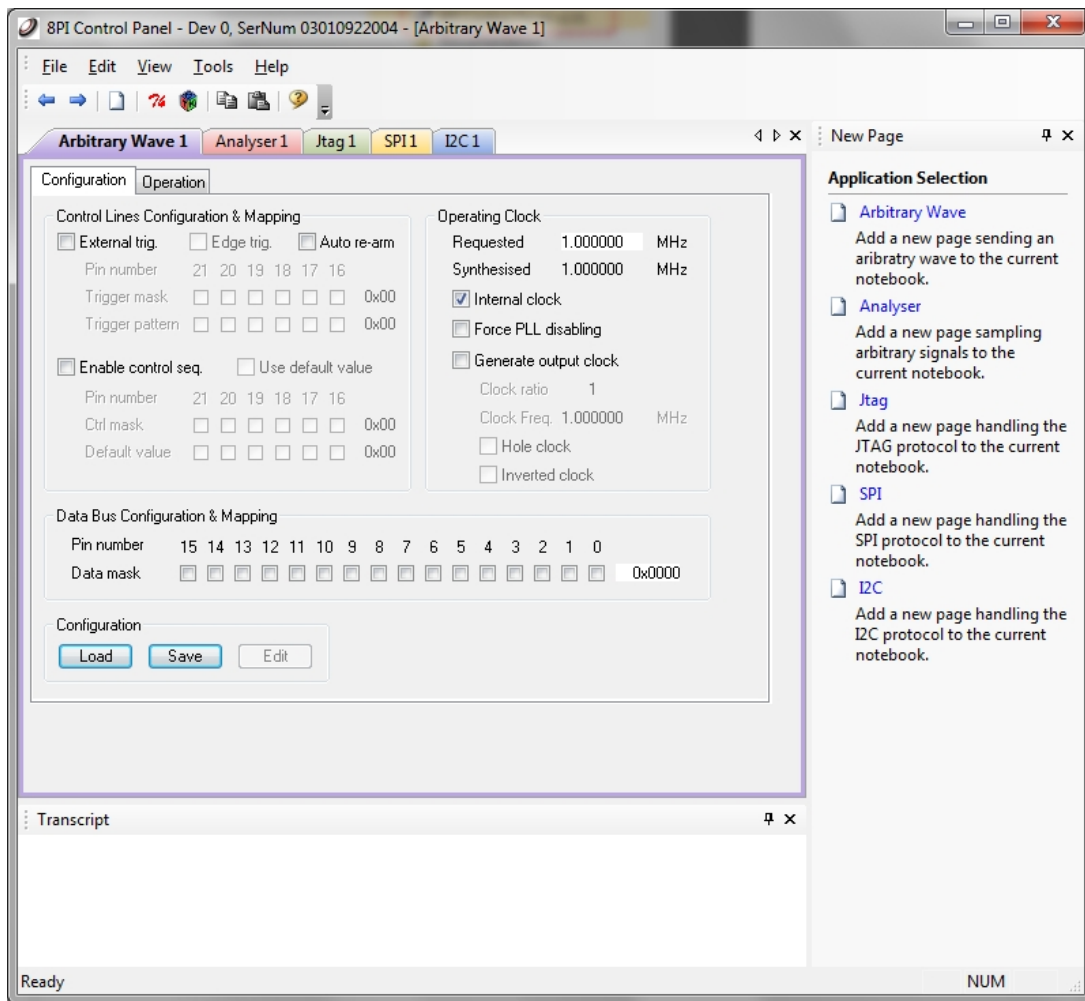 8PI Control Panel - Dev 0, SerNum 03010922004 - [Arbitrary Wave 1]
File Edit View Tools Help
Arbitrary Wave 1 Analyser 1 Jtag 1 SPI 1 I2C 1
Configuration Operation
Control Lines Configuration & Mapping
External trig. Edge trig. Auto re-arm
Pin number 21 20 19 18 17 16
Trigger mask 0x00
Trigger pattern 0x00
Enable control seq. Use default value
Pin number 21 20 19 18 17 16
Ctrl mask 0x00
Default value 0x00
Operating Clock
Requested 1.000000 MHz
Synthesised 1.000000 MHz
Internal clock
Force PLL disabling
Generate output clock
Clock ratio 1
Clock Freq. 1.000000 MHz
Hole clock
Inverted clock
Data Bus Configuration & Mapping
Pin number 15 14 13 12 11 10 9 8 7 6 5 4 3 2 1 0
Data mask 0x0000
Configuration
Load Save Edit
New Page
Application Selection
Arbitrary Wave
Add a new page sending an
aribratry wave to the current
notebook.
Analyser
Add a new page sampling
arbitrary signals to the
current notebook.
Jtag
Add a new page handling the
JTAG protocol to the current
notebook.
SPI
Add a new page handling the
SPI protocol to the current
notebook.
I2C
Add a new page handling the
I2C protocol to the current
notebook.
Transcript
Ready NUM